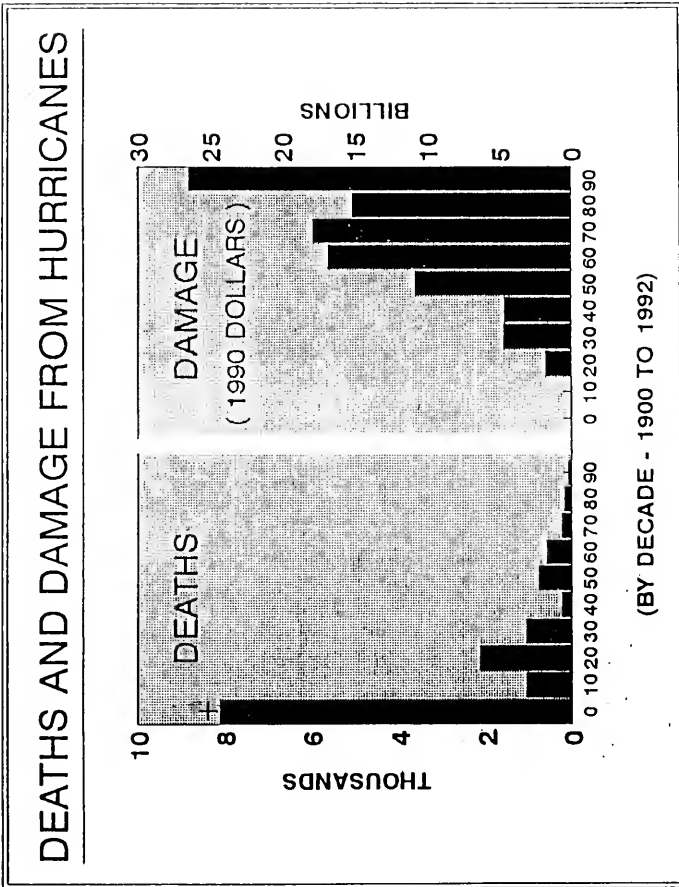 DEATHS AND DAMAGE FROM HURRICANES
DEATHS
DAMAGE
( 1990 DOLLARS )
THOUSANDS
10
8
6
4
2
0
+
0 10 20 30 40 50 60 70 80 90
BILLIONS
30
25
20
15
10
5
0
0 10 20 30 40 50 60 70 80 90
(BY DECADE - 1900 TO 1992)